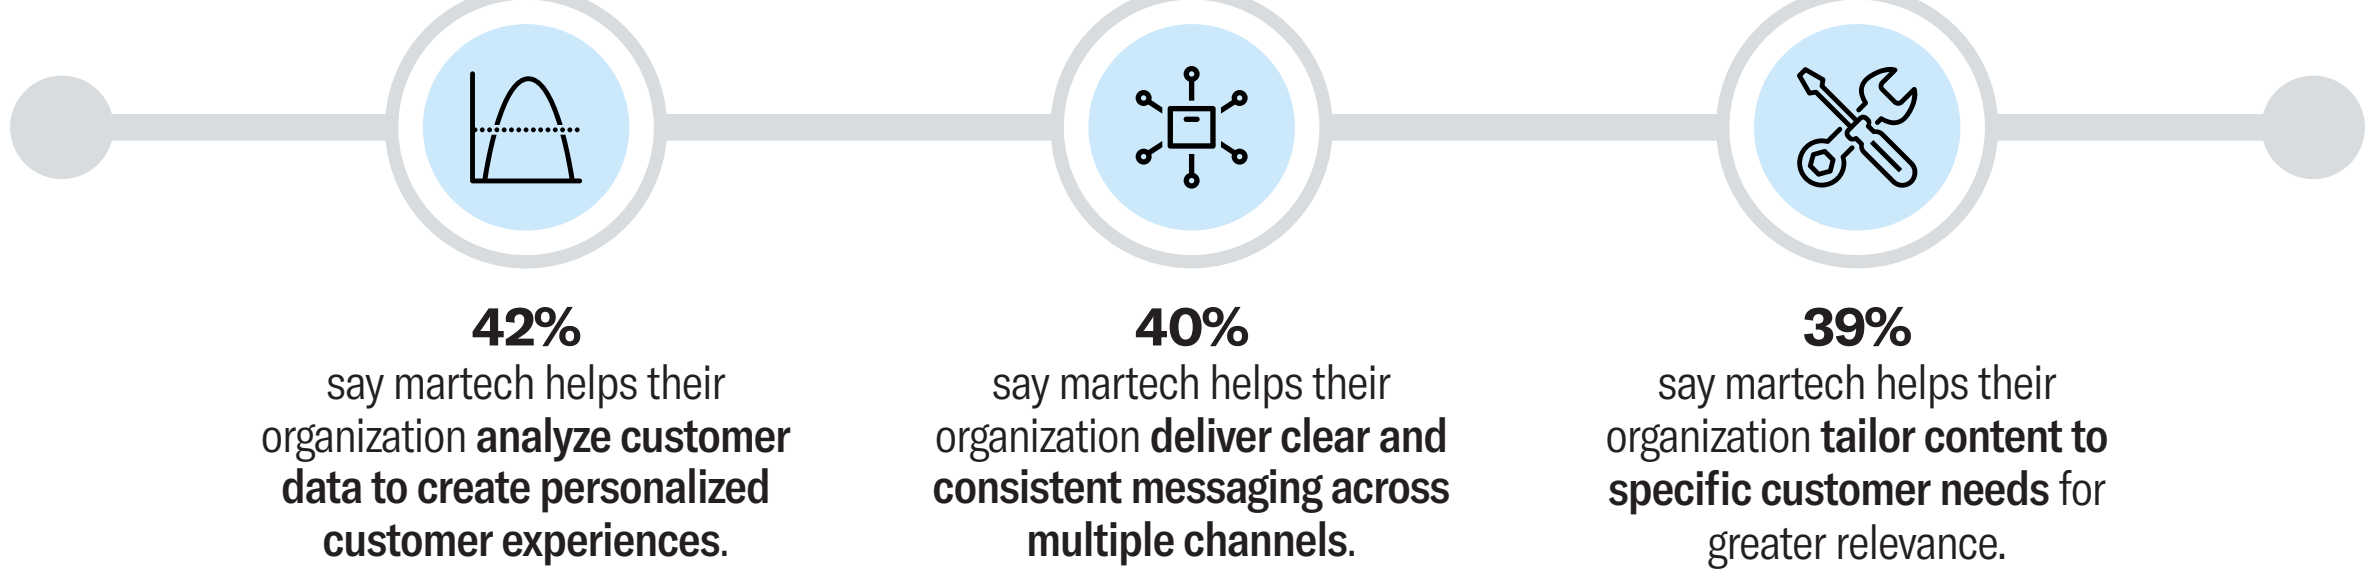 42%
say martech helps their
organization analyze customer
data to create personalized
customer experiences.
40%
say martech helps their
organization deliver clear and
consistent messaging across
multiple channels.
39%
say martech helps their
organization tailor content to
specific customer needs for
greater relevance.